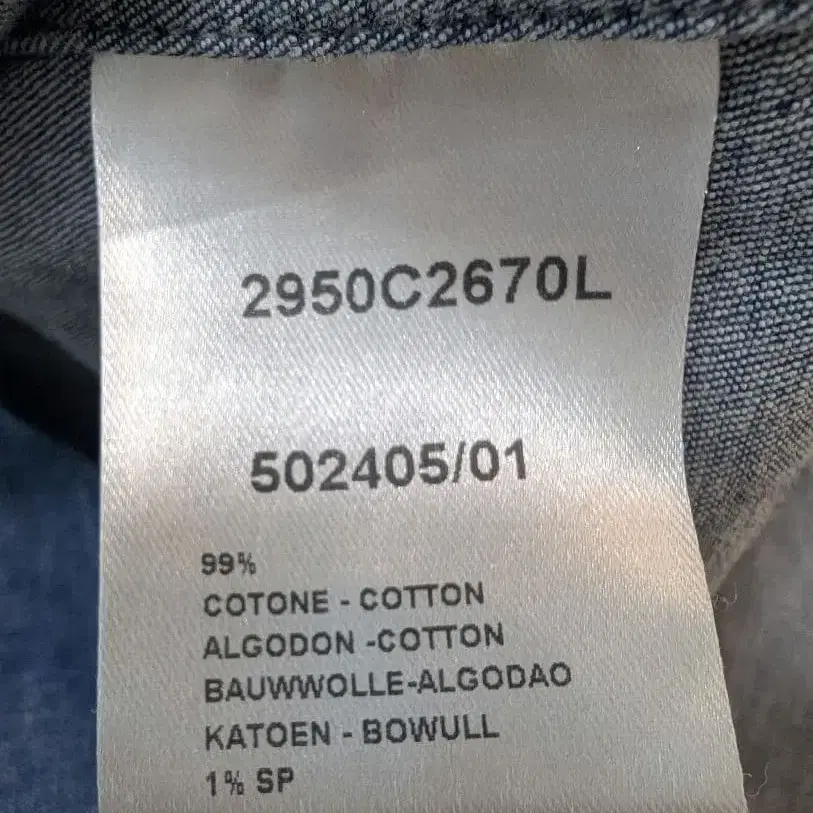 2950C2670L
502405/01
99%
COTONE - COTTON
ALGODON -COTTON
BAUWWOLLE-ALGODAO
KATOEN - BOWULL
1% SP